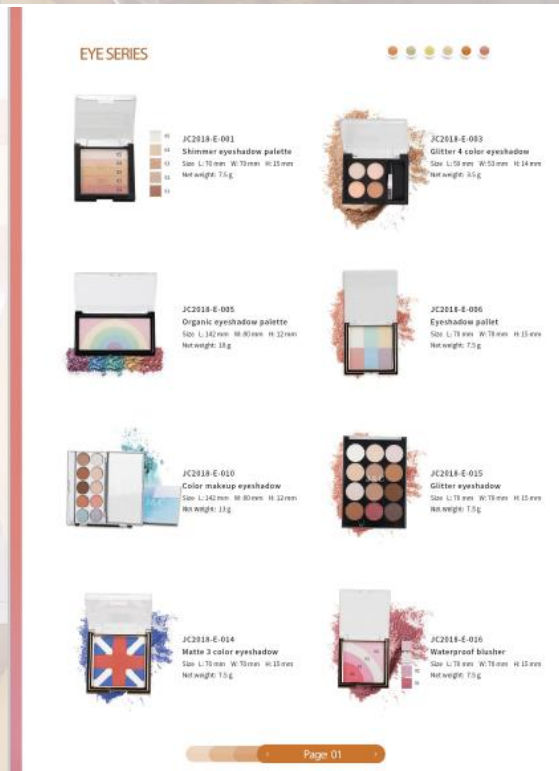 EYE SERIES
JC2018-E-001
Shimmer eyeshadow palette
Size L:70 mm W:70 mm H:15 mm
Net weight: 7.5 g
JC2018-E-003
Glitter 4 color eyeshadow
Size L:53 mm W:53 mm H:14 mm
Net weight: 3.5 g
JC2018-E-005
Organic eyeshadow palette
Size L:142 mm W:80 mm H:12 mm
Net weight: 18 g
JC2018-E-006
Eyeshadow pallet
Size L:78 mm W:78 mm H:15 mm
Net weight: 7.5 g
JC2018-E-010
Color makeup eyeshadow
Size L:142 mm W:80 mm H:12 mm
Net weight: 13 g
JC2018-E-015
Glitter eyeshadow
Size L:78 mm W:78 mm H:15 mm
Net weight: 7.5 g
JC2018-E-014
Matte 3 color eyeshadow
Size L:70 mm W:70 mm H:15 mm
Net weight: 7.5 g
JC2018-E-016
Waterproof blusher
Size L:78 mm W:78 mm H:15 mm
Net weight: 7.5 g
Page 01